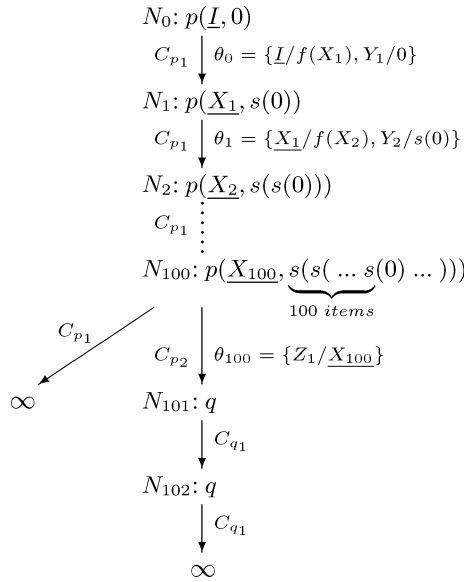 N₀: p(I, 0)
C_{p₁} θ₀ = {I/f(X₁), Y₁/0}
N₁: p(X₁, s(0))
C_{p₁} θ₁ = {X₁/f(X₂), Y₂/s(0)}
N₂: p(X₂, s(s(0)))
C_{p₁}
N₁₀₀: p(X₁₀₀, s(s( ... s(0) ... )))
100 items
C_{p₁}
C_{p₂} θ₁₀₀ = {Z₁/X₁₀₀}
∞ N₁₀₁: q
C_{q₁}
N₁₀₂: q
C_{q₁}
∞